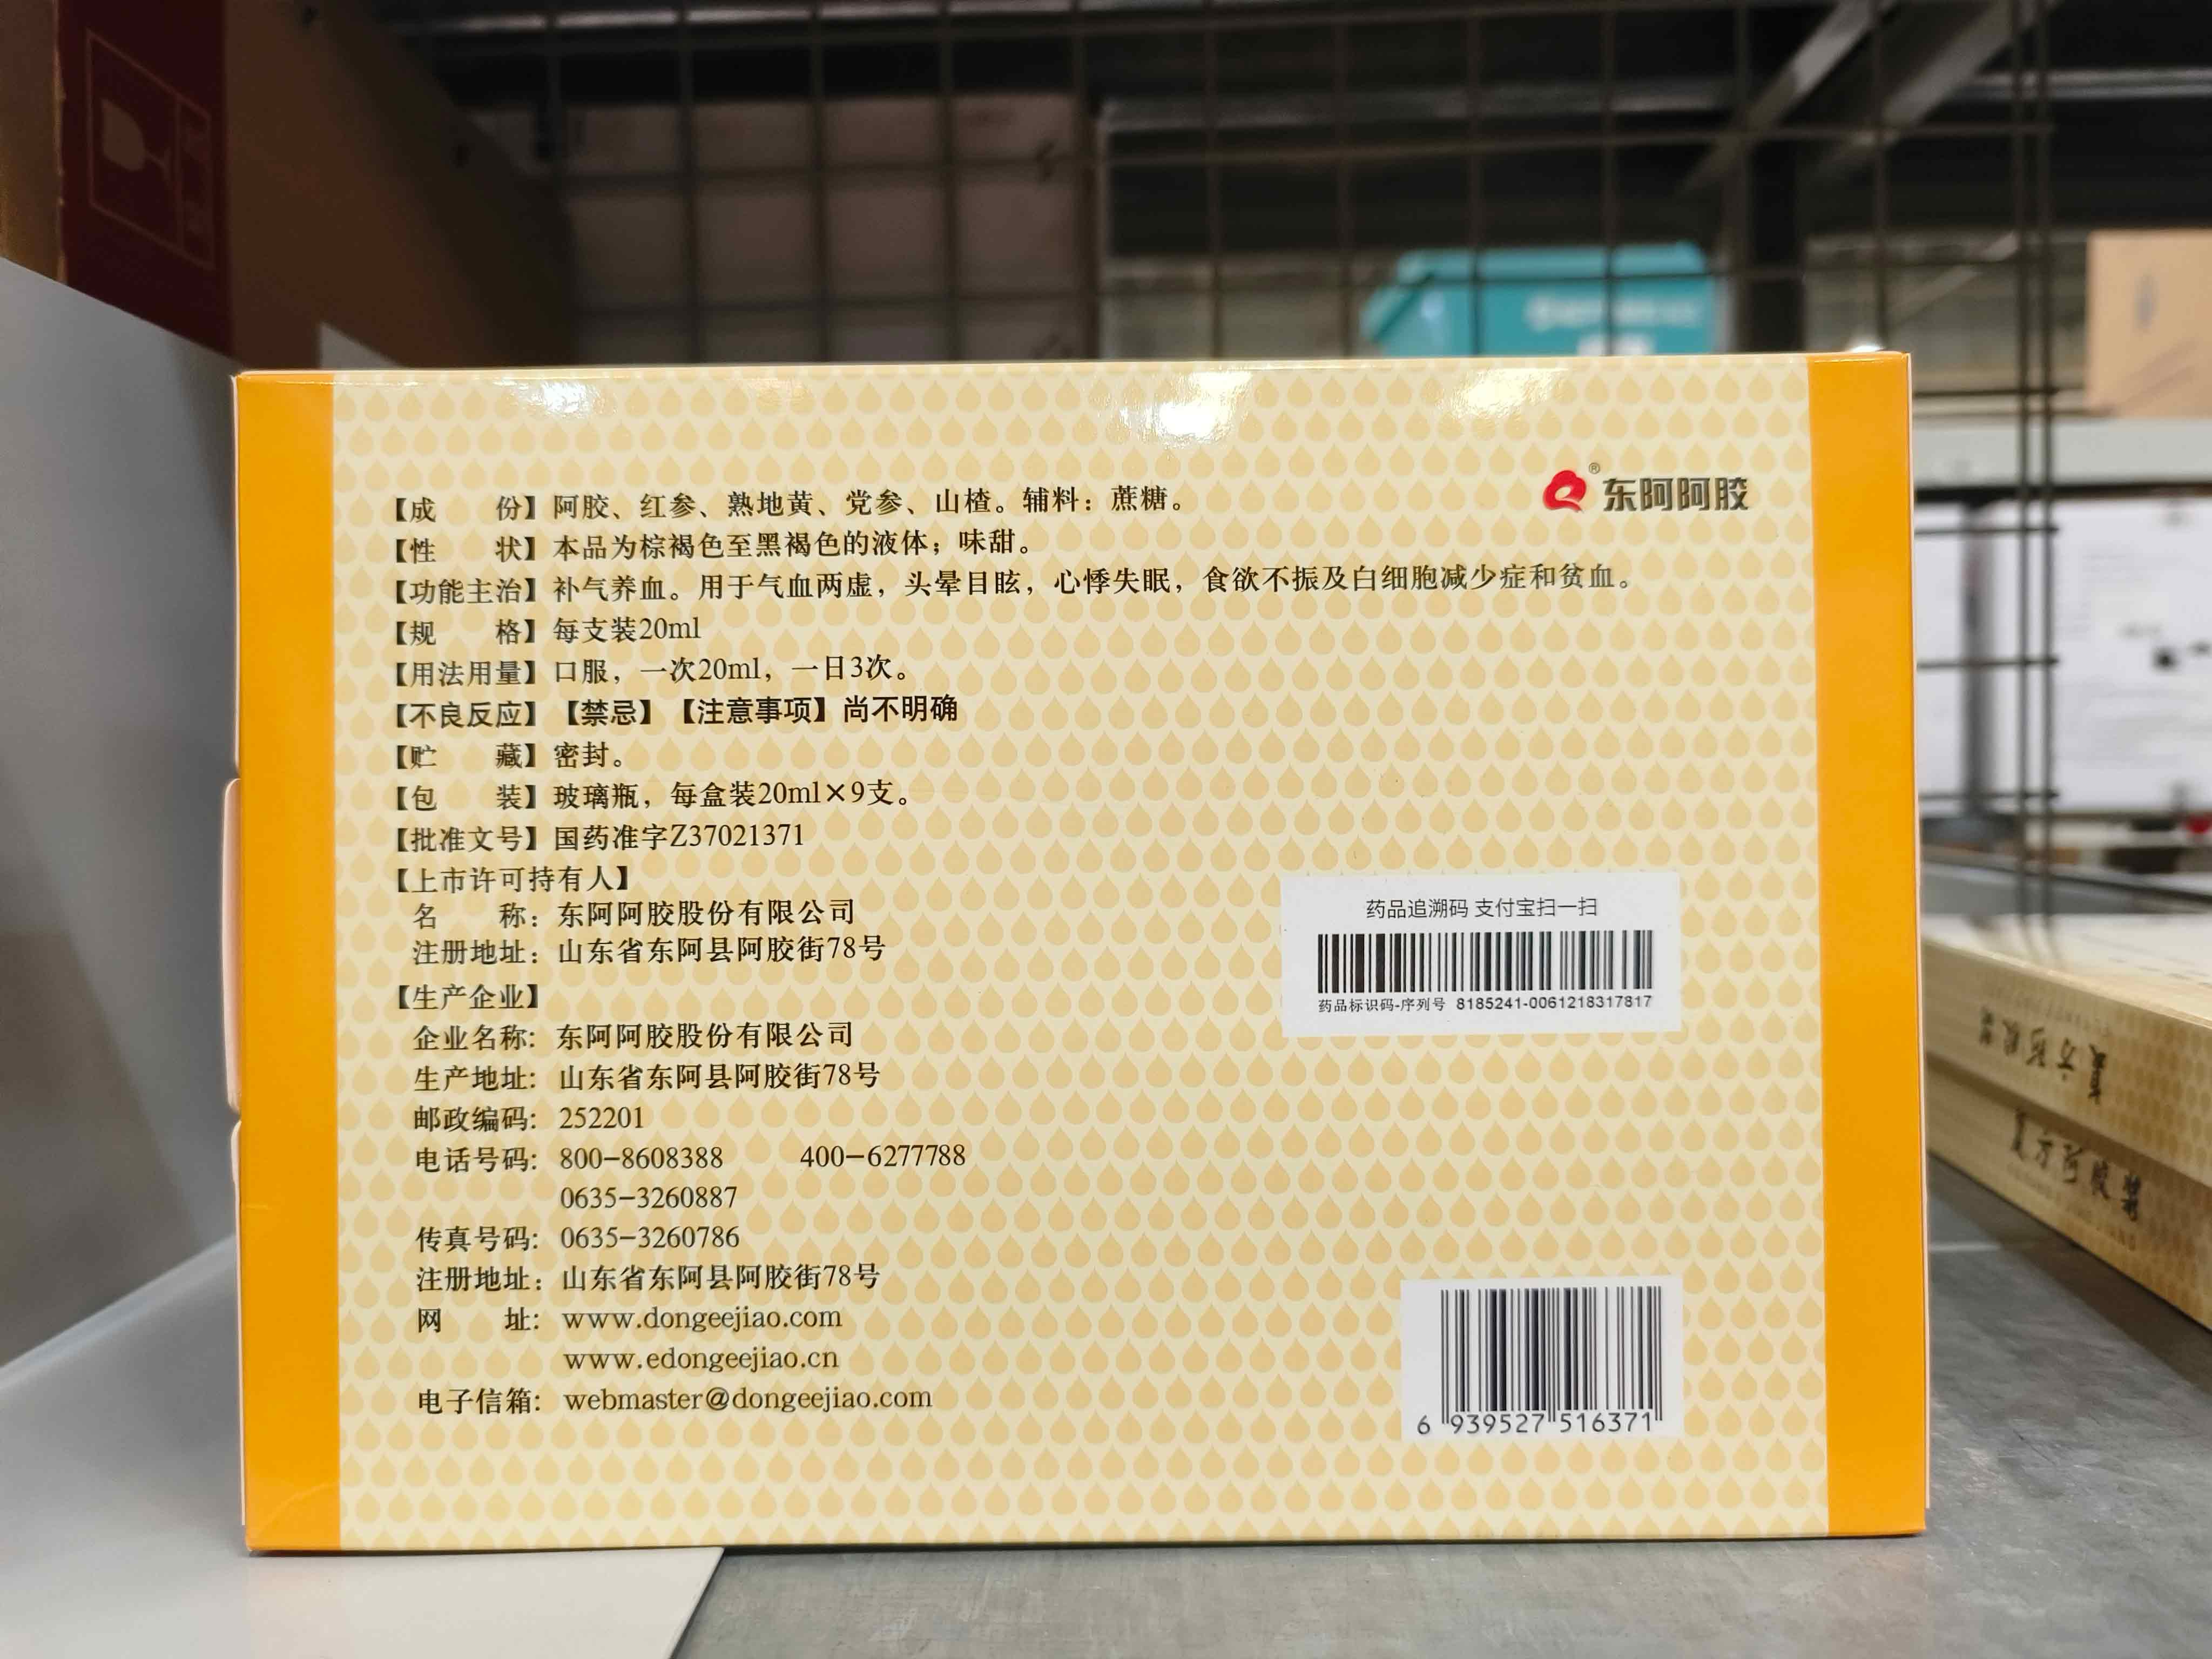 东阿阿胶
【成 份】阿胶、红参、熟地黄、党参、山楂。辅料：蔗糖。
【性 状】本品为棕褐色至黑褐色的液体；味甜。
【功能主治】补气养血。用于气血两虚，头晕目眩，心悸失眠，食欲不振及白细胞减少症和贫血。
【规 格】每支装20ml
【用法用量】口服，一次20ml，一日3次。
【不良反应】【禁忌】【注意事项】尚不明确
【贮 藏】密封。
【包 装】玻璃瓶，每盒装20ml×9支。
【批准文号】国药准字Z37021371
【上市许可持有人】
名 称：东阿阿胶股份有限公司
注册地址：山东省东阿县阿胶街78号
【生产企业】
企业名称：东阿阿胶股份有限公司
生产地址：山东省东阿县阿胶街78号
邮政编码：252201
电话号码：800-8608388 400-6277788
0635-3260887
传真号码：0635-3260786
注册地址：山东省东阿县阿胶街78号
网 址：www.dongeejiao.com
www.edongeejiao.cn
电子信箱：webmaster@dongeejiao.com
药品追溯码 支付宝扫一扫
药品标识码-序列号 8185241-0061218317817
6 939527 516371
复方阿胶浆
复方阿胶浆